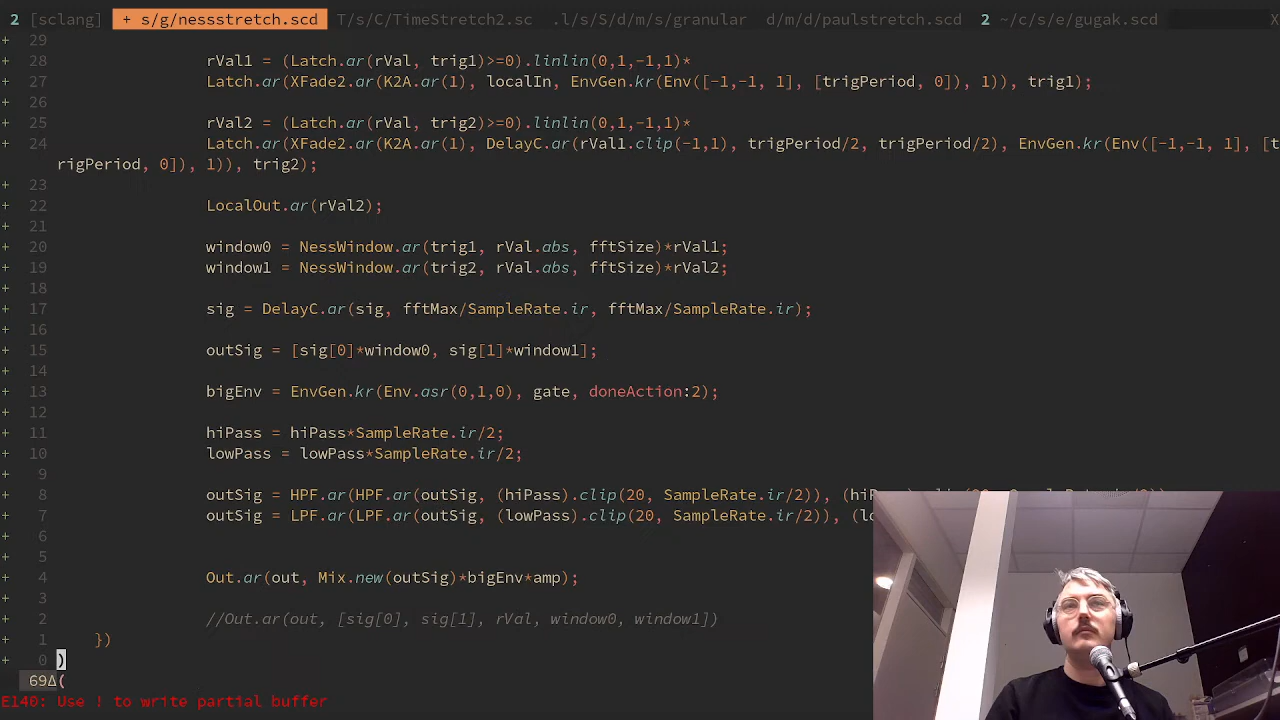 2 [sclang] + s/g/nessstretch.scd T/s/C/TimeStretch2.sc .l/s/S/d/m/s/granular d/m/d/paulstretch.scd 2 ~/c/s/e/gugak.scd X
+ 29
+ 28 rVal1 = (Latch.ar(rVal, trig1)>=0).linlin(0,1,-1,1)*
+ 27 Latch.ar(XFade2.ar(K2A.ar(1), localIn, EnvGen.kr(Env([-1,-1, 1], [trigPeriod, 0]), 1)), trig1);
+ 26
+ 25 rVal2 = (Latch.ar(rVal, trig2)>=0).linlin(0,1,-1,1)*
+ 24 Latch.ar(XFade2.ar(K2A.ar(1), DelayC.ar(rVal1.clip(-1,1), trigPeriod/2, trigPeriod/2), EnvGen.kr(Env([-1,-1, 1], [t
rigPeriod, 0]), 1)), trig2);
+ 23
+ 22 LocalOut.ar(rVal2);
+ 21
+ 20 window0 = NessWindow.ar(trig1, rVal.abs, fftSize)*rVal1;
+ 19 window1 = NessWindow.ar(trig2, rVal.abs, fftSize)*rVal2;
+ 18
+ 17 sig = DelayC.ar(sig, fftMax/SampleRate.ir, fftMax/SampleRate.ir);
+ 16
+ 15 outSig = [sig[0]*window0, sig[1]*window1];
+ 14
+ 13 bigEnv = EnvGen.kr(Env.asr(0,1,0), gate, doneAction:2);
+ 12
+ 11 hiPass = hiPass*SampleRate.ir/2;
+ 10 lowPass = lowPass*SampleRate.ir/2;
+ 9
+ 8 outSig = HPF.ar(HPF.ar(outSig, (hiPass).clip(20, SampleRate.ir/2)),
+ 7 outSig = LPF.ar(LPF.ar(outSig, (lowPass).clip(20, SampleRate.ir/2)),
+ 6
+ 5
+ 4 Out.ar(out, Mix.new(outSig)*bigEnv*amp);
+ 3
+ 2 //Out.ar(out, [sig[0], sig[1], rVal, window0, window1])
+ 1 })
+ 0 )
69Δ(
E140: Use ! to write partial buffer